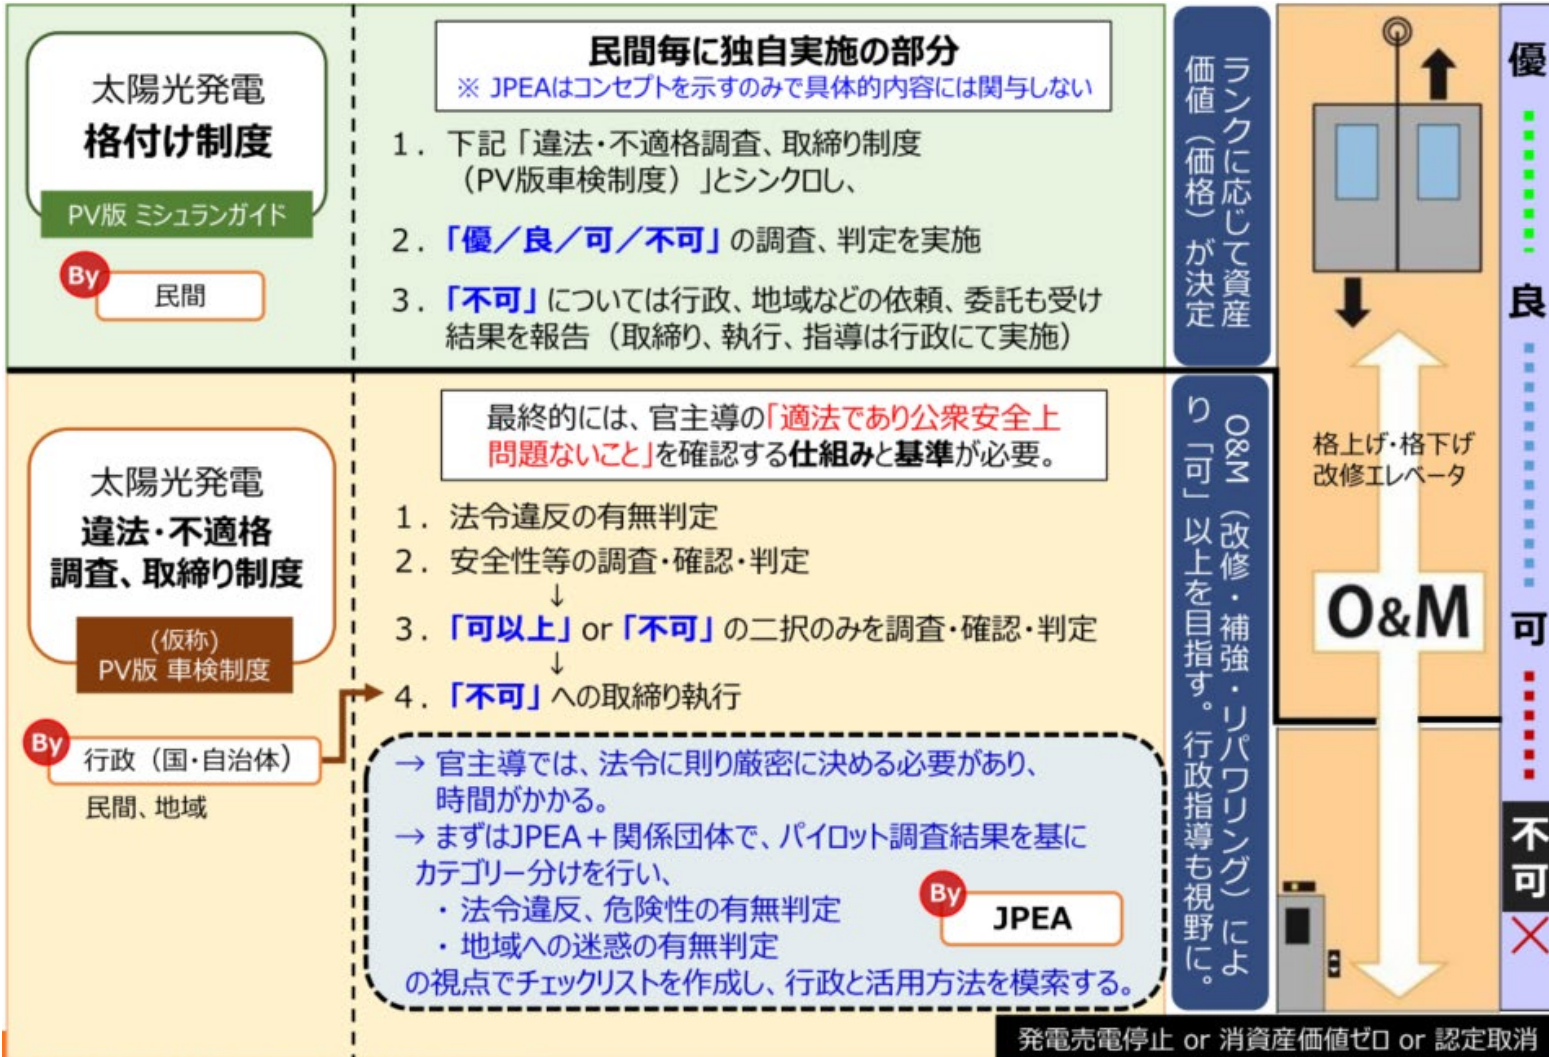 太陽光発電
格付け制度
PV版 ミシュランガイド
By
民間
民間毎に独自実施の部分
※ JPEAはコンセプトを示すのみで具体的内容には関与しない
1. 下記「違法・不適格調査、取締り制度
（PV版車検制度）」とシンクロし、
2. 「優／良／可／不可」の調査、判定を実施
3. 「不可」については行政、地域などの依頼、委託も受け
結果を報告（取締り、執行、指導は行政にて実施）
ランクに応じて資産
価値（価格）が決定
太陽光発電
違法・不適格
調査、取締り制度
(仮称)
PV版 車検制度
By
行政（国・自治体）
民間、地域
最終的には、官主導の「適法であり公衆安全上
問題ないこと」を確認する仕組みと基準が必要。
1. 法令違反の有無判定
2. 安全性等の調査・確認・判定
↓
3. 「可以上」or「不可」の二択のみを調査・確認・判定
↓
4. 「不可」への取締り執行
→ 官主導では、法令に則り厳密に決める必要があり、
時間がかかる。
→ まずはJPEA＋関係団体で、パイロット調査結果を基に
カテゴリー分けを行い、
・法令違反、危険性の有無判定
・地域への迷惑の有無判定
の視点でチェックリストを作成し、行政と活用方法を模索する。
By
JPEA
O&M（改修・補強・リパワリング）によ
り「可」以上を目指す。行政指導も視野に。
格上げ・格下げ
改修エレベータ
O&M
優
良
可
不可
発電売電停止 or 消資産価値ゼロ or 認定取消